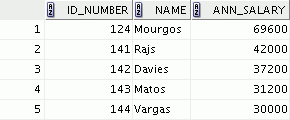 ID_NUMBER NAME ANN_SALARY
1 124 Mourgos 69600
2 141 Rajs 42000
3 142 Davies 37200
4 143 Matos 31200
5 144 Vargas 30000